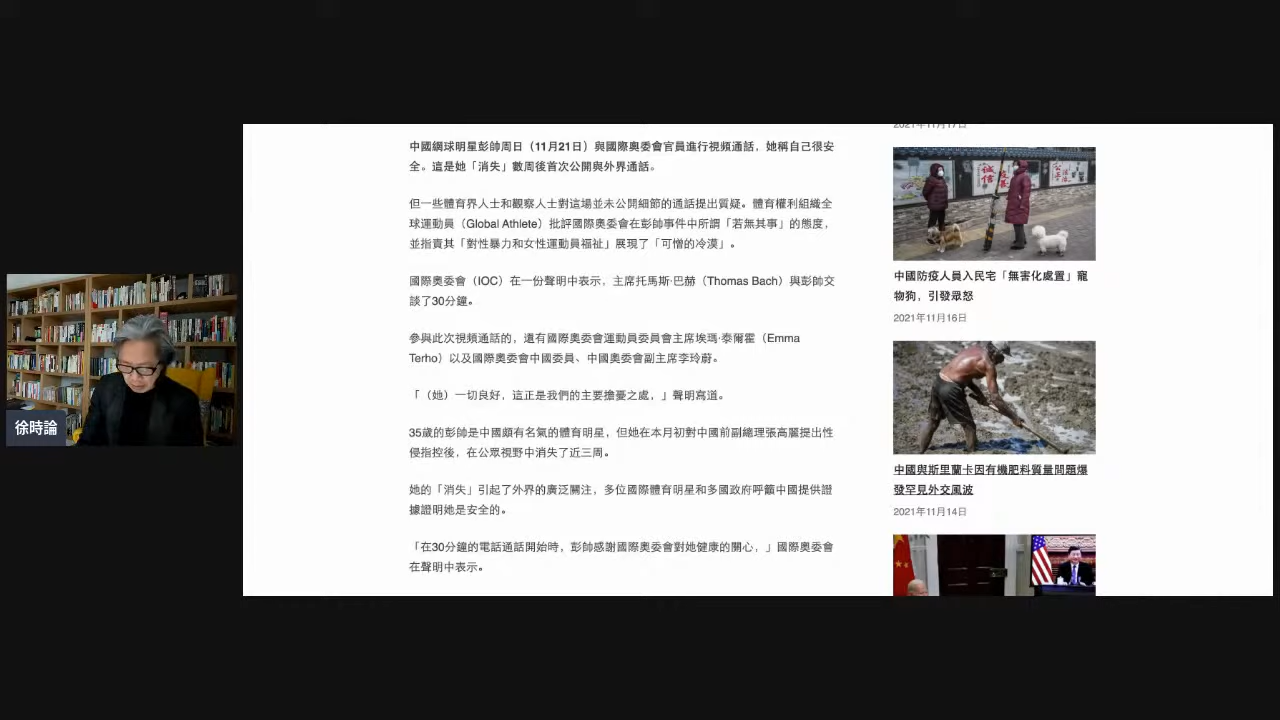 中國網球明星彭帥周日（11月21日）與國際奧委會官員進行視頻通話，她稱自己很安
全。這是她「消失」數周後首次公開與外界通話。
但一些體育界人士和觀察人士對這場並未公開細節的通話提出質疑。體育權利組織全
球運動員（Global Athlete）批評國際奧委會在彭帥事件中所謂「若無其事」的態度，
並指責其「對性暴力和女性運動員福祉」展現了「可憎的冷漠」。
國際奧委會（IOC）在一份聲明中表示，主席托馬斯·巴赫（Thomas Bach）與彭帥交
談了30分鐘。
參與此次視頻通話的，還有國際奧委會運動員委員會主席埃瑪·泰爾霍（Emma
Terho）以及國際奧委會中國委員、中國奧委會副主席李玲蔚。
「（她）一切良好，這正是我們的主要擔憂之處，」聲明寫道。
35歲的彭帥是中國頗有名氣的體育明星，但她在本月初對中國前副總理張高麗提出性
侵指控後，在公眾視野中消失了近三周。
她的「消失」引起了外界的廣泛關注，多位國際體育明星和多國政府呼籲中國提供證
據證明她是安全的。
「在30分鐘的電話通話開始時，彭帥感謝國際奧委會對她健康的關心，」國際奧委會
在聲明中表示。
2021年11月17日
誠信
中國防疫人員入民宅「無害化處置」寵
物狗，引發眾怒
2021年11月16日
中國與斯里蘭卡因有機肥料質量問題爆
發罕見外交風波
2021年11月14日
徐時論